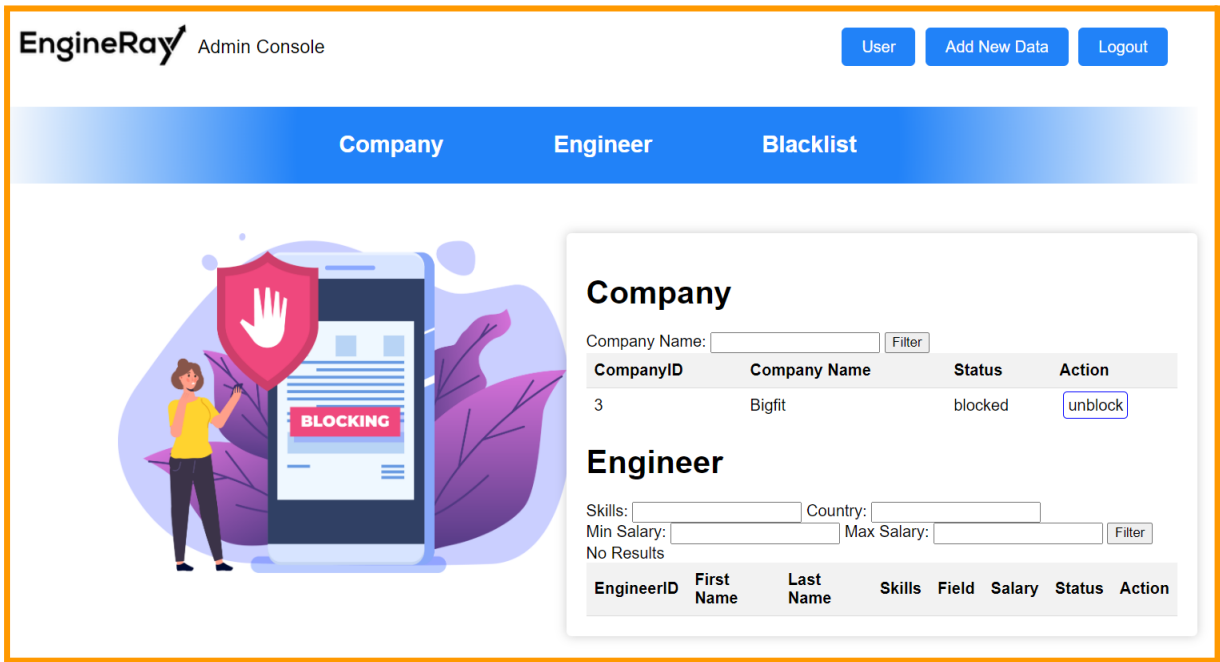 EngineRay Admin Console User Add New Data Logout
Company Engineer Blacklist
BLOCKING
Company
Company Name: Filter
CompanyID Company Name Status Action
3 Bigfit blocked unblock
Engineer
Skills: Country:
Min Salary: Max Salary: Filter
No Results
EngineerID First Name Last Name Skills Field Salary Status Action